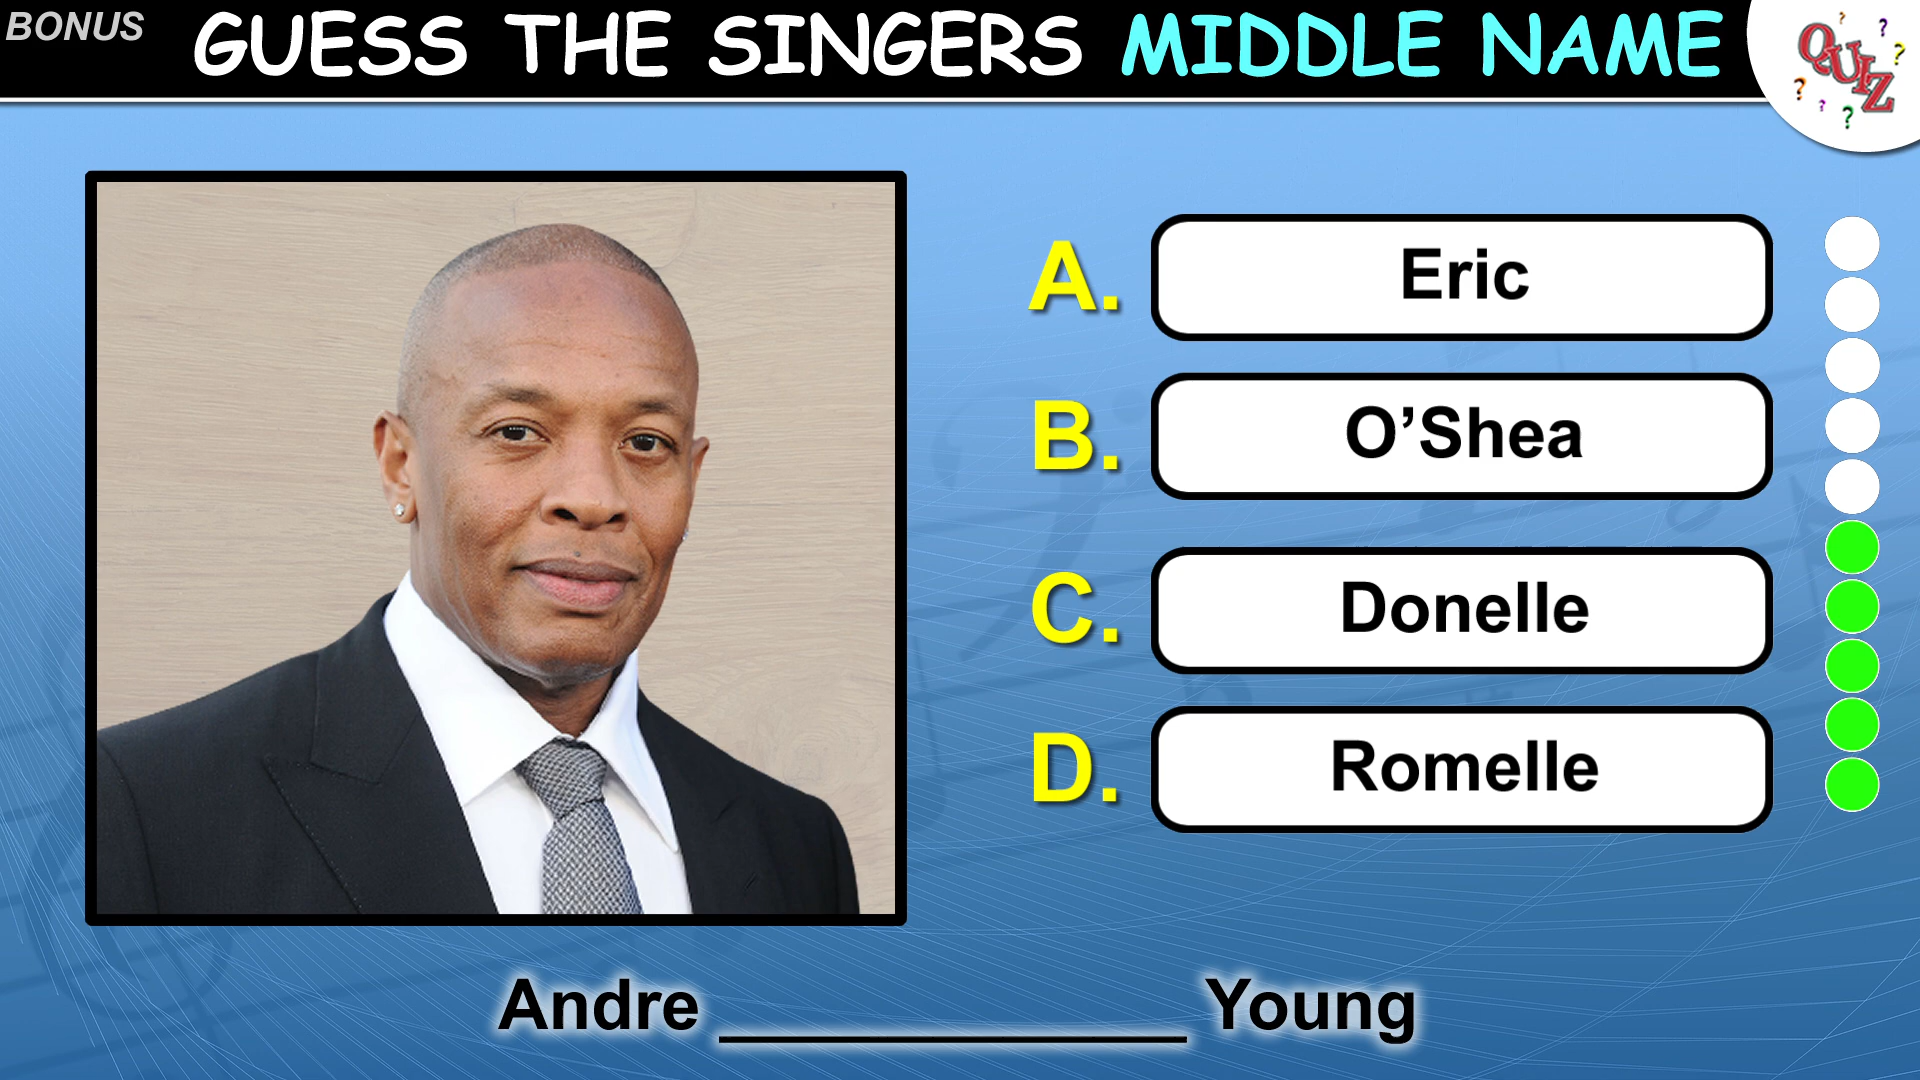 BONUS
GUESS THE SINGERS MIDDLE NAME
QUIZ
A. Eric
B. O’Shea
C. Donelle
D. Romelle
Andre ____________ Young